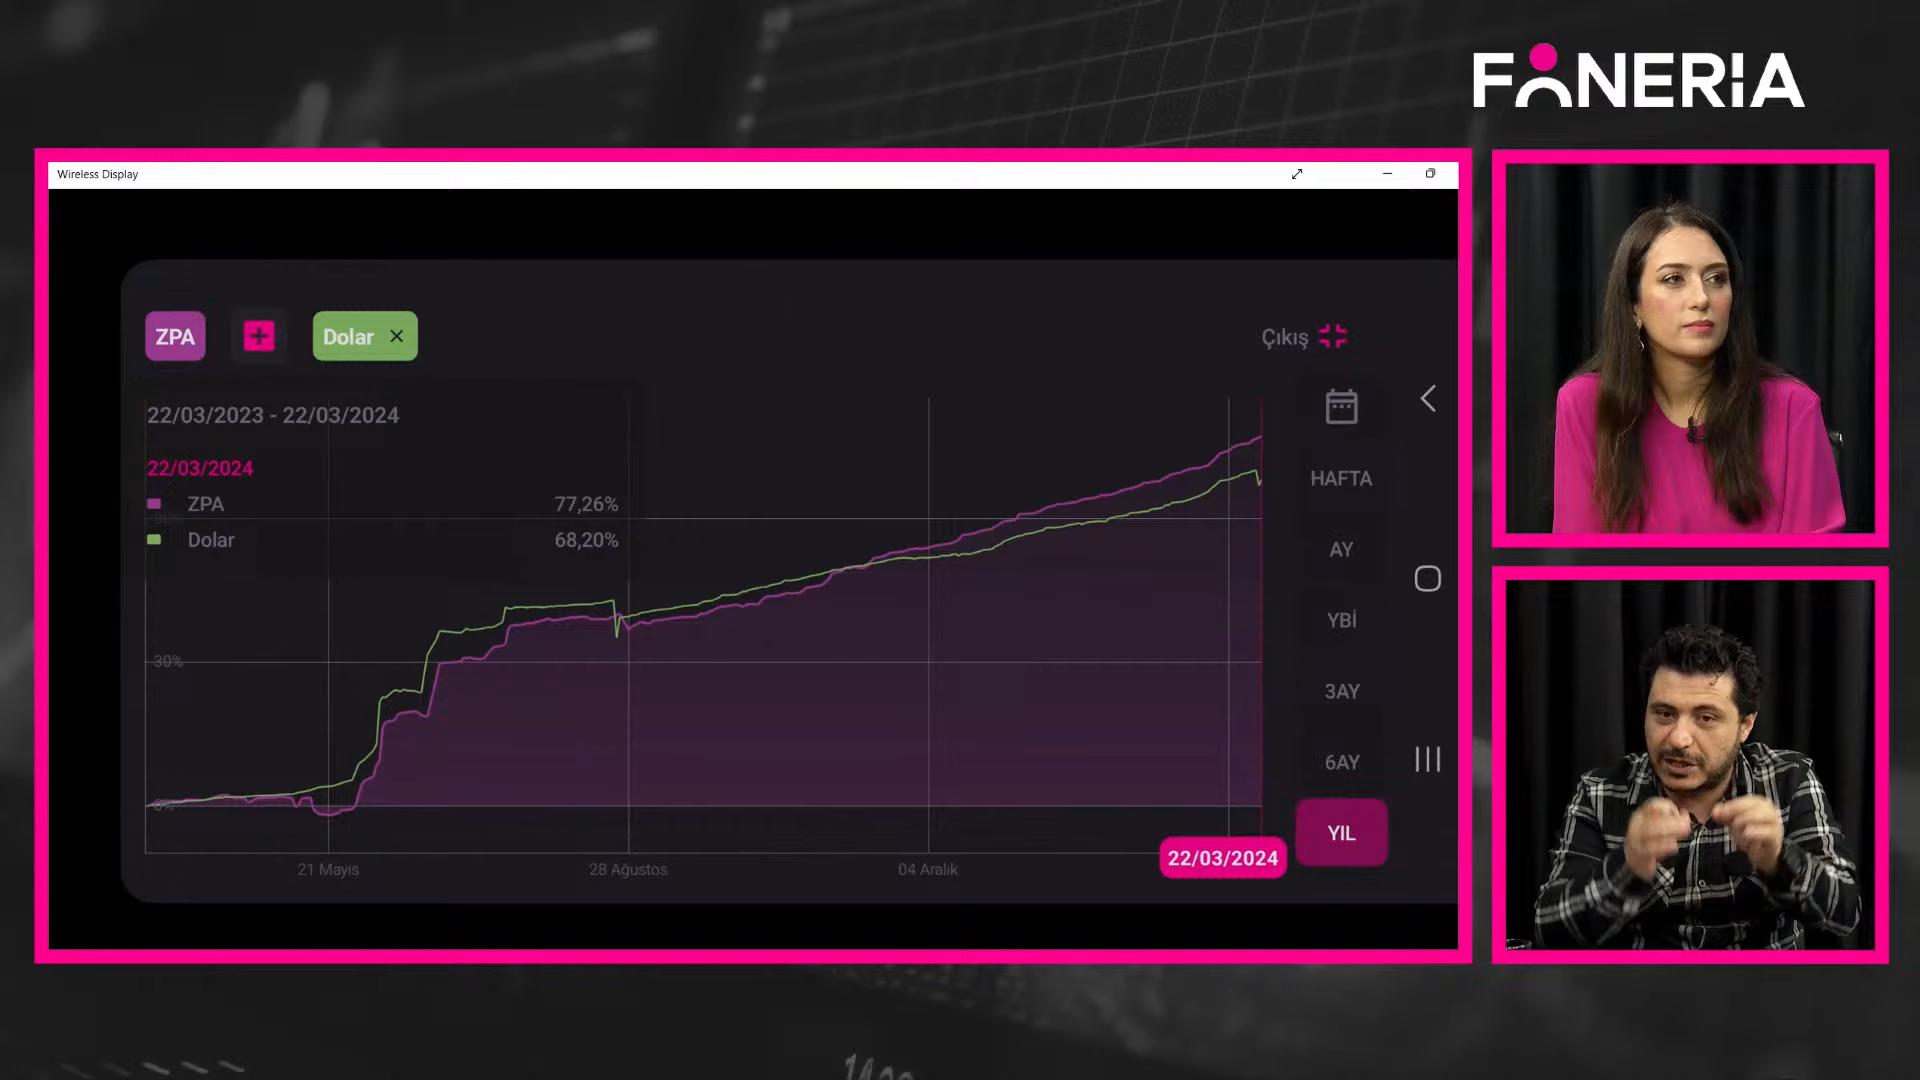 FONERIA
Wireless Display
ZPA
Dolar
Çıkış
22/03/2023 - 22/03/2024
22/03/2024
ZPA 77,26%
Dolar 68,20%
30%
0%
21 Mayıs
28 Ağustos
04 Aralık
22/03/2024
HAFTA
AY
YBİ
3AY
6AY
YIL